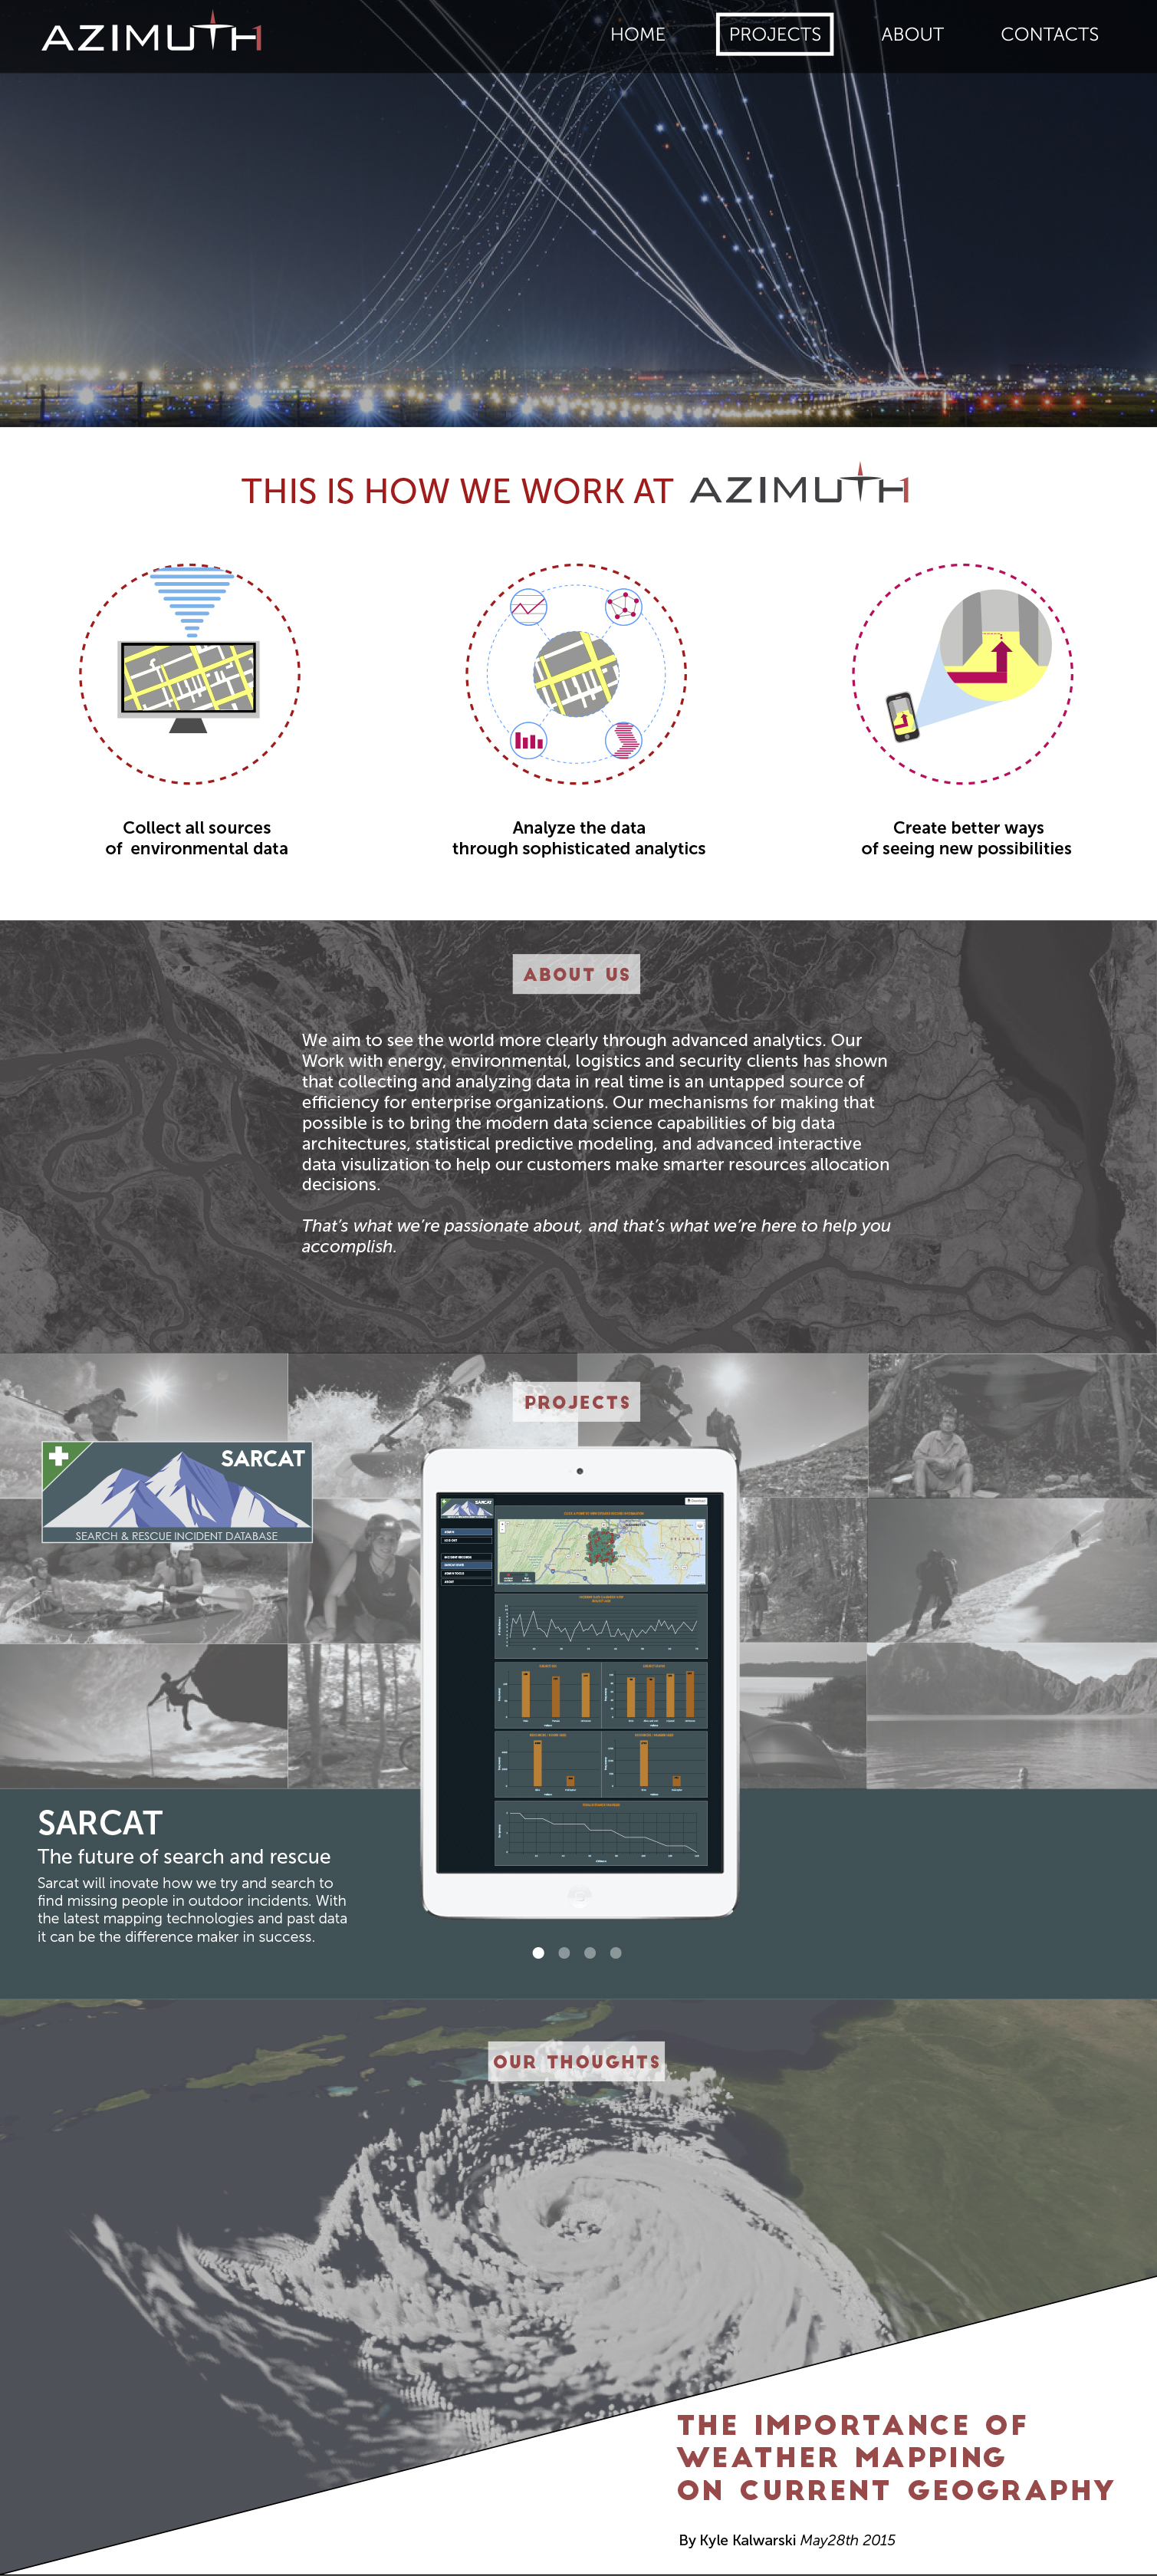 AZIMUTH1
HOME PROJECTS ABOUT CONTACTS
THIS IS HOW WE WORK AT AZIMUTH1
Collect all sources
of environmental data
Analyze the data
through sophisticated analytics
Create better ways
of seeing new possibilities
ABOUT US
We aim to see the world more clearly through advanced analytics. Our
Work with energy, environmental, logistics and security clients has shown
that collecting and analyzing data in real time is an untapped source of
efficiency for enterprise organizations. Our mechanisms for making that
possible is to bring the modern data science capabilities of big data
architectures, statistical predictive modeling, and advanced interactive
data visulization to help our customers make smarter resources allocation
decisions.
That's what we're passionate about, and that's what we're here to help you
accomplish.
PROJECTS
SARCAT
SEARCH & RESCUE INCIDENT DATABASE
SARCAT
SARCAT
The future of search and rescue
Sarcat will inovate how we try and search to
find missing people in outdoor incidents. With
the latest mapping technologies and past data
it can be the difference maker in success.
OUR THOUGHTS
THE IMPORTANCE OF
WEATHER MAPPING
ON CURRENT GEOGRAPHY
By Kyle Kalwarski May28th 2015